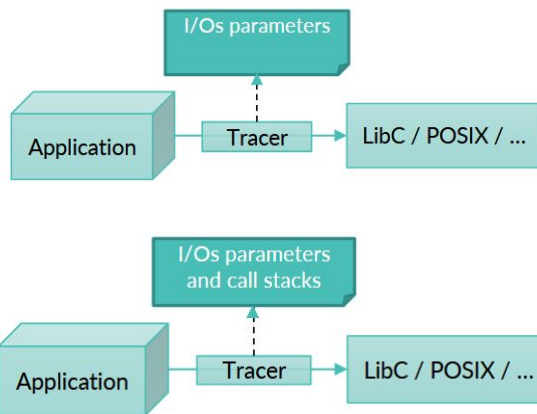 I/Os parameters
Application
Tracer
LibC / POSIX / ...
I/Os parameters
and call stacks
Application
Tracer
LibC / POSIX / ...